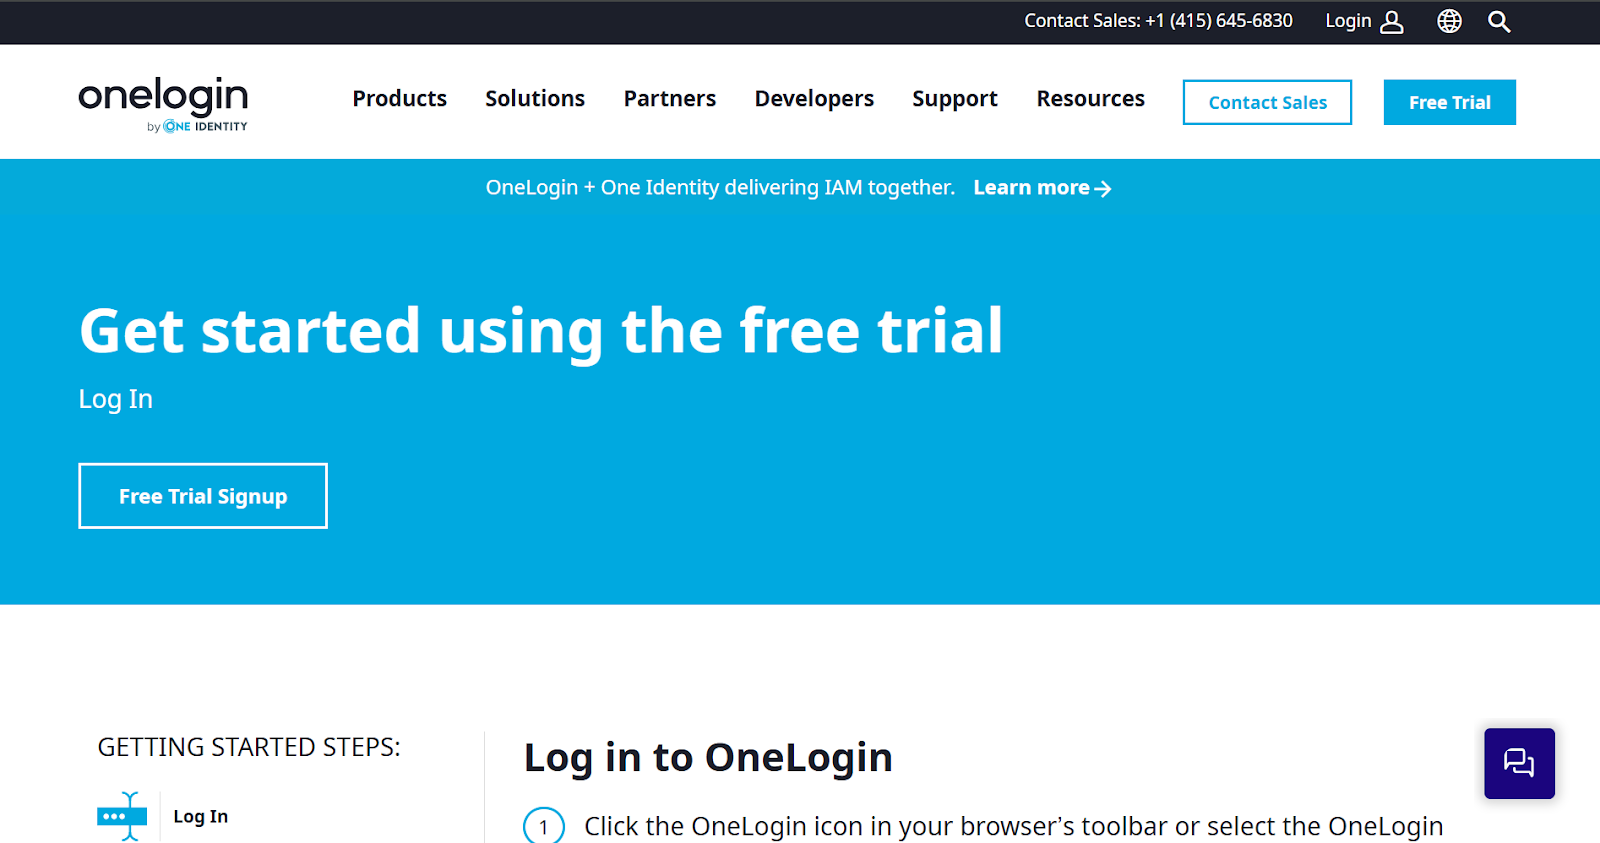 Contact Sales: +1 (415) 645-6830 Login
onelogin
by ONE IDENTITY
Products Solutions Partners Developers Support Resources Contact Sales Free Trial
OneLogin + One Identity delivering IAM together. Learn more
Get started using the free trial
Log In
Free Trial Signup
GETTING STARTED STEPS:
Log In
Log in to OneLogin
1 Click the OneLogin icon in your browser’s toolbar or select the OneLogin